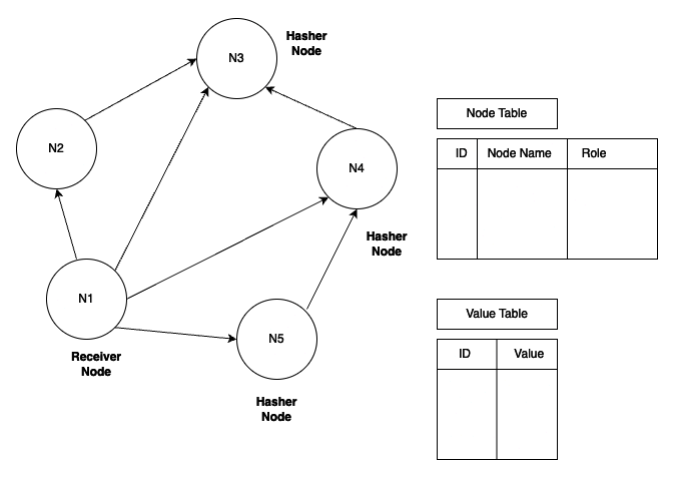 Hasher
Node
N3
N2
N4
Hasher
Node
N1
Receiver
Node
N5
Hasher
Node
Node Table
ID Node Name Role
Value Table
ID Value